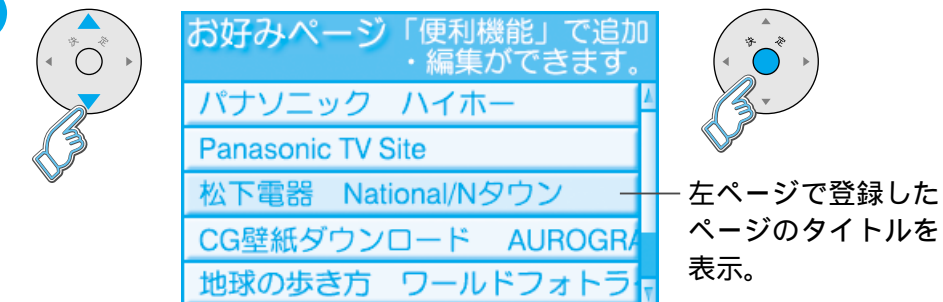 決定
お好みページ「便利機能」で追加
・編集ができます。
パナソニック　ハイホー
Panasonic TV Site
松下電器　National/Nタウン
CG壁紙ダウンロード　AUROGRA
地球の歩き方　ワールドフォトラ
決定
左ページで登録した
ページのタイトルを
表示。